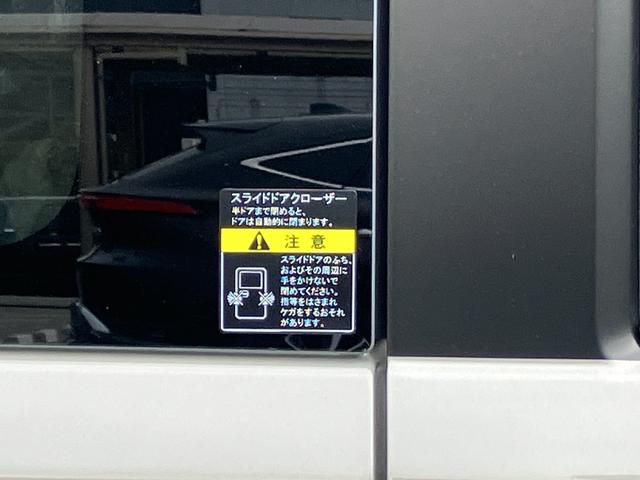 スライドドアクローザー
半ドアまで閉めると、
ドアは自動的に閉まります。
注意
スライドドアのふち、
およびその周辺に
手をかけないで
閉めてください。
指等をはさまれ
ケガをするおそれ
があります。